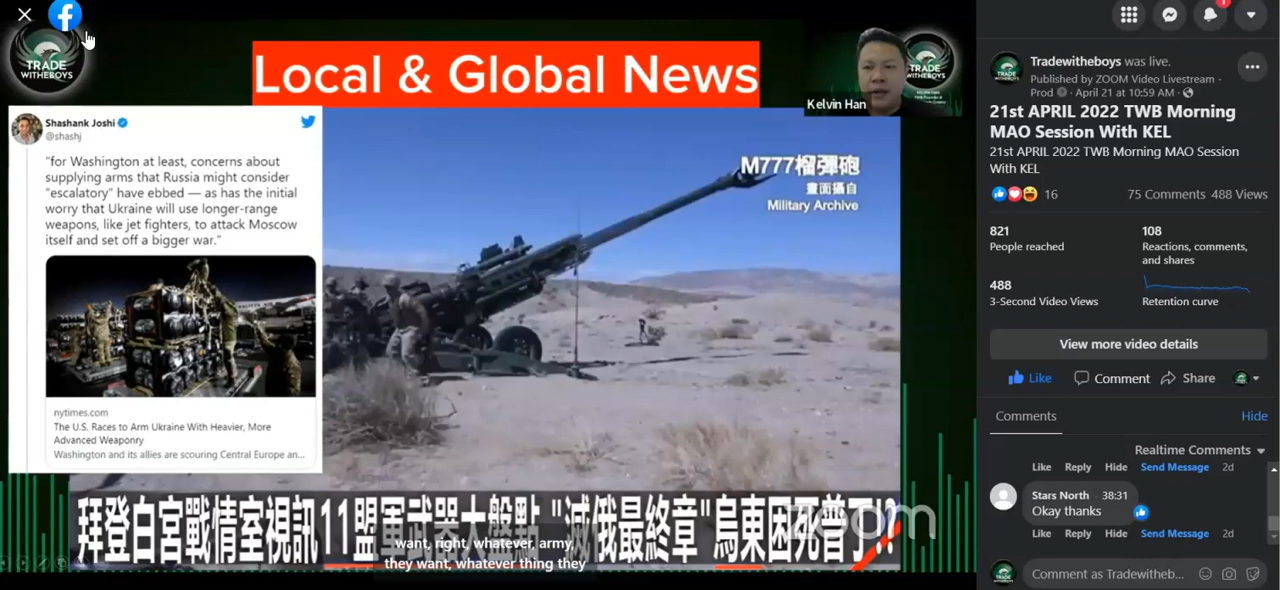 TRADE
WITHEBOYS
Local & Global News
TRADE
WITHEBOYS
Kelvin Han
Shashank Joshi
@shashj
"for Washington at least, concerns about
supplying arms that Russia might consider
"escalatory" have ebbed — as has the initial
worry that Ukraine will use longer-range
weapons, like jet fighters, to attack Moscow
itself and set off a bigger war."
nytimes.com
The U.S. Races to Arm Ukraine With Heavier, More
Advanced Weaponry
Washington and its allies are scouring Central Europe an...
M777榴彈砲
畫面攝自
Military Archive
拜登白宮戰情室視訊11盟軍武器大盤點 "滅俄最終章"烏東困死普丁!?
zoom
want, right, whatever, army,
they want, whatever thing they
Tradewitheboys was live.
Published by ZOOM Video Livestream -
Prod · April 21 at 10:59 AM ·
21st APRIL 2022 TWB Morning
MAO Session With KEL
21st APRIL 2022 TWB Morning MAO Session
With KEL
16 75 Comments 488 Views
821 108
People reached Reactions, comments,
and shares
488
3-Second Video Views Retention curve
View more video details
Like Comment Share
Comments Hide
Realtime Comments
Like Reply Hide Send Message 2d
Stars North · 38:31
Okay thanks
Like Reply Hide Send Message 2d
Comment as Tradewitheb...